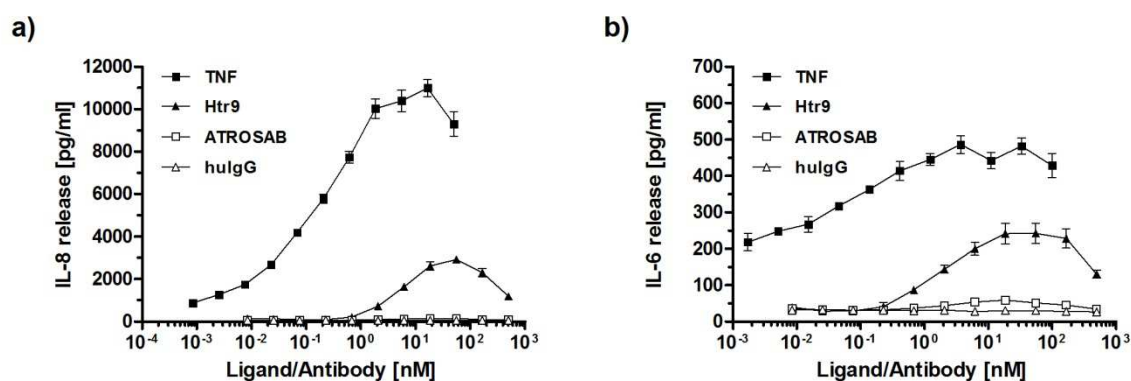 a)
12000
10000
8000
6000
4000
2000
0
IL-8 release [pg/ml]
TNF
Htr9
ATROSAB
huIgG
10-4 10-3 10-2 10-1 100 101 102 103
Ligand/Antibody [nM]
b)
700
600
500
400
300
200
100
0
IL-6 release [pg/ml]
TNF
Htr9
ATROSAB
huIgG
10-3 10-2 10-1 100 101 102 103
Ligand/Antibody [nM]